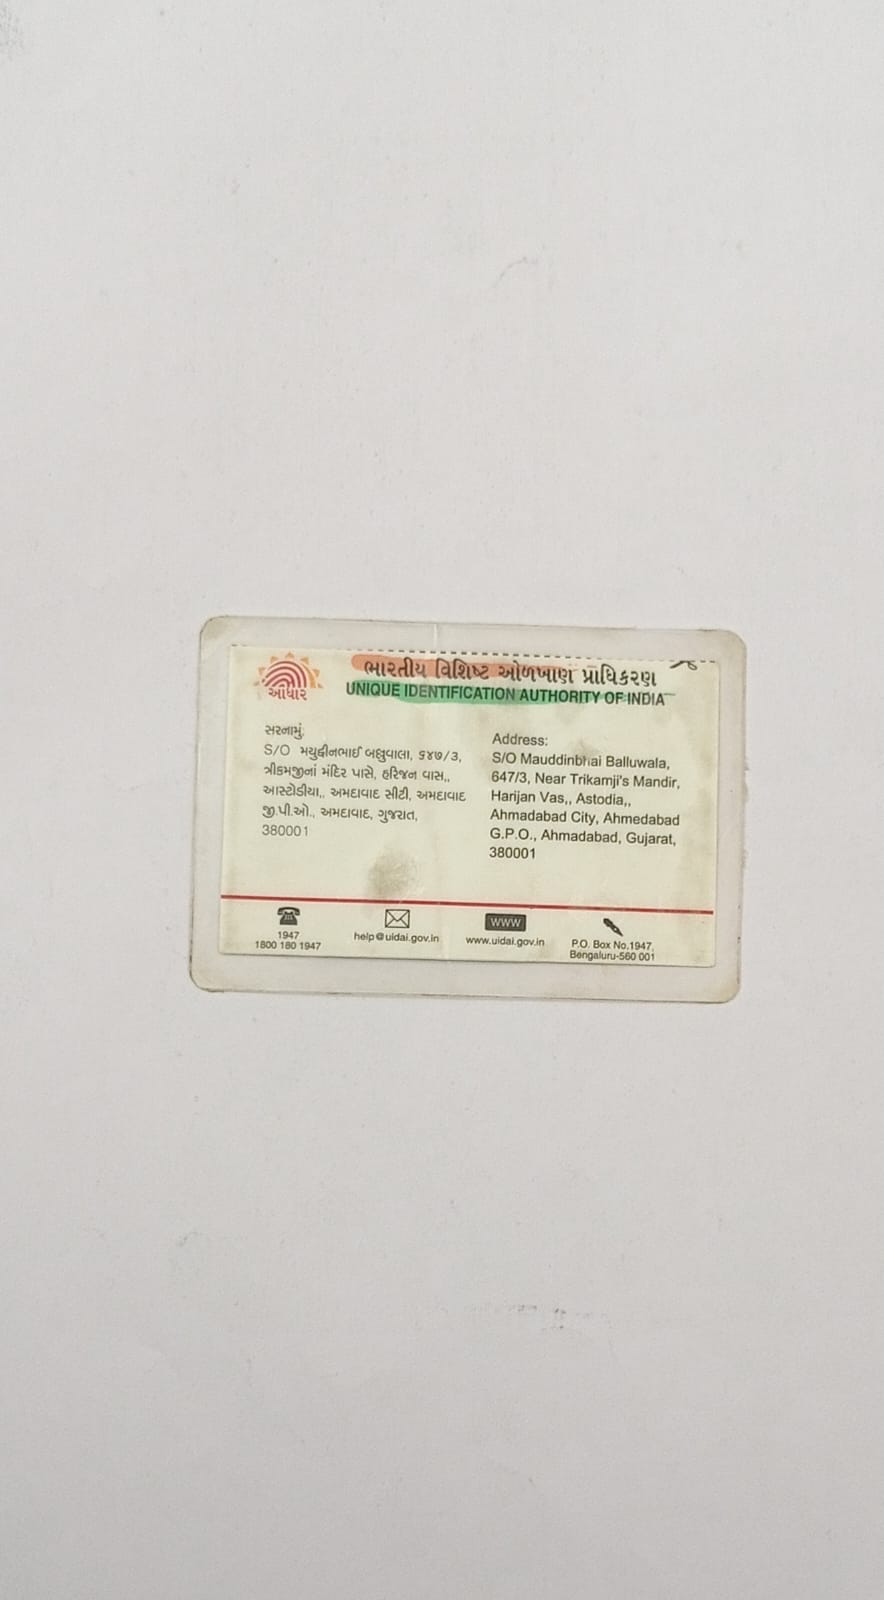 ભારતીય વિશિષ્ટ ઓળખાણ પ્રાધિકરણ
UNIQUE IDENTIFICATION AUTHORITY OF INDIA
આધાર
સરનામું:
S/O મયુદ્દીનભાઈ બલ્લુવાલા, ૬૪૭/3,
ત્રીકમજીનાં મંદિર પાસે, હરિજન વાસ,,
આસ્ટોડીયા,, અમદાવાદ સીટી, અમદાવાદ
જી.પી.ઓ., અમદાવાદ, ગુજરાત,
380001
Address:
S/O Mauddinbhai Balluwala,
647/3, Near Trikamji's Mandir,
Harijan Vas,, Astodia,,
Ahmadabad City, Ahmedabad
G.P.O., Ahmadabad, Gujarat,
380001
1947
1800 180 1947
help@uidai.gov.in
WWW
www.uidai.gov.in
P.O. Box No.1947,
Bengaluru-560 001